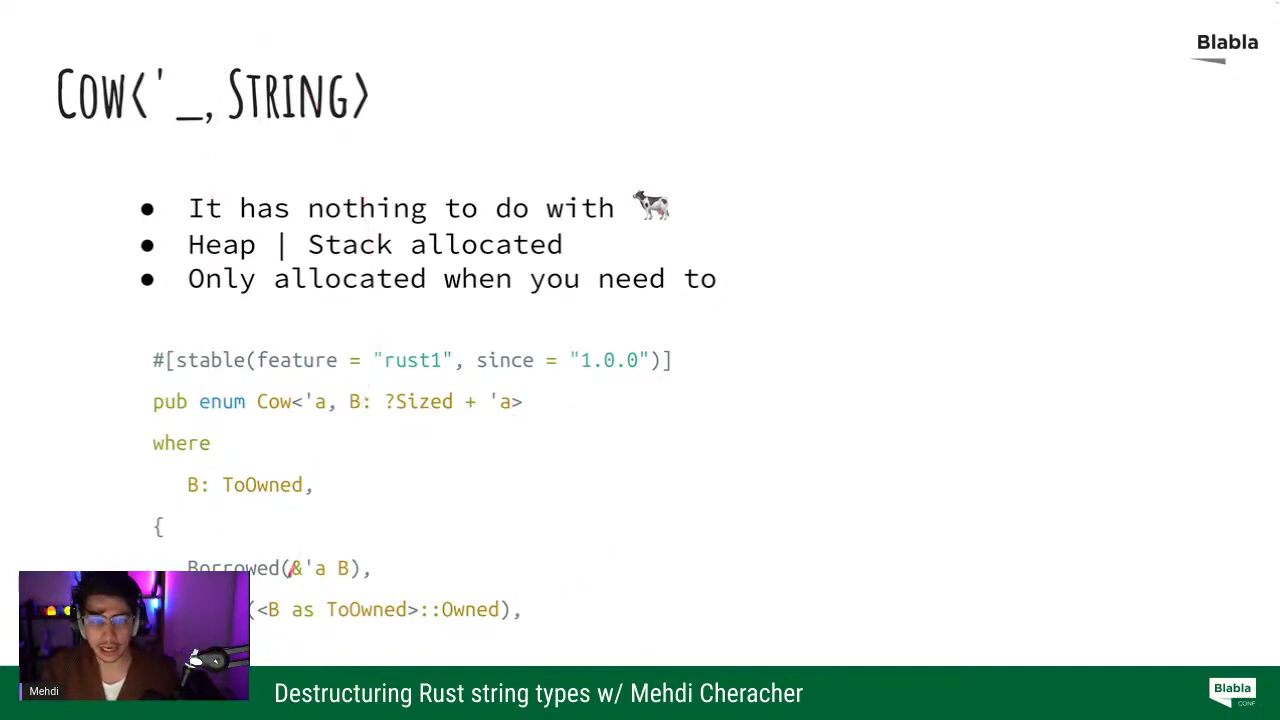 Blabla
Cow<'_, String>
● It has nothing to do with 🐄
● Heap | Stack allocated
● Only allocated when you need to
#[stable(feature = "rust1", since = "1.0.0")]
pub enum Cow<'a, B: ?Sized + 'a>
where
B: ToOwned,
{
Borrowed(&'a B),
(<B as ToOwned>::Owned),
Mehdi
Destructuring Rust string types w/ Mehdi Cheracher
Blabla
CONF